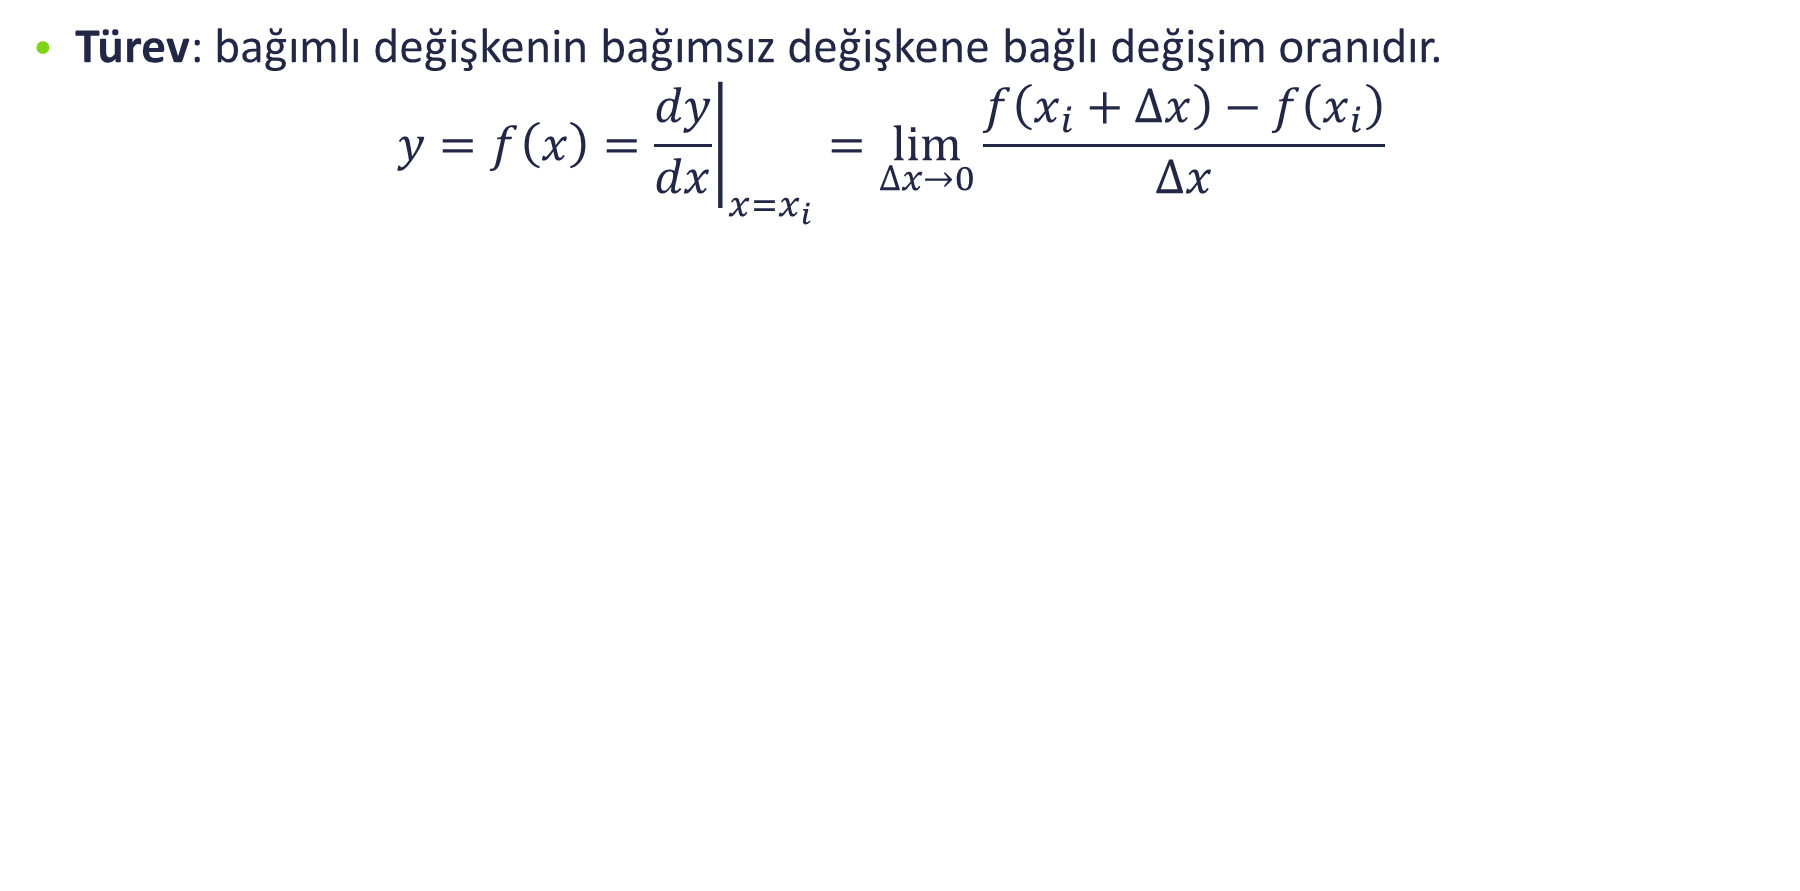 • Türev: bağımlı değişkenin bağımsız değişkene bağlı değişim oranıdır.
y = f(x) = dy/dx|_{x=x_i} = lim_{Δx→0} (f(x_i + Δx) − f(x_i))/Δx